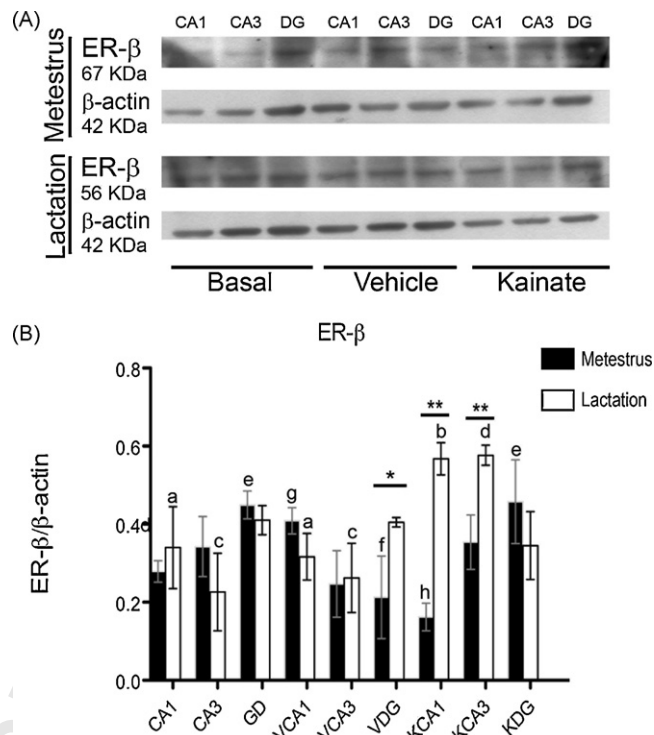 (A) CA1 CA3 DG CA1 CA3 DG CA1 CA3 DG
Metestrus
ER-β
67 KDa
β-actin
42 KDa
Lactation
ER-β
56 KDa
β-actin
42 KDa
Basal Vehicle Kainate
(B) ER-β
Metestrus
Lactation
ER-β/β-actin
0.8
0.6
0.4
0.2
0.0
** **
b d
* e
e g
a a f
c c
h
CA1 CA3 GD VCA1 VCA3 VDG KCA1 KCA3 KDG